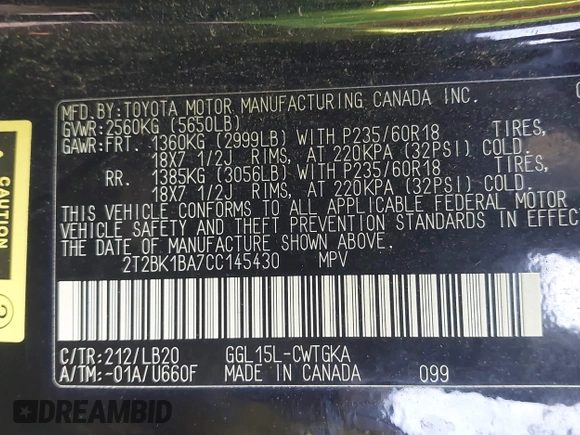 MFD.BY:TOYOTA MOTOR MANUFACTURING CANADA INC.
GVWR:2560KG (5650LB)
GAWR:FRT. 1360KG (2999LB) WITH P235/60R18 TIRES,
18X7 1/2J RIMS, AT 220KPA (32PSI) COLD.
RR. 1385KG (3056LB) WITH P235/60R18 TIRES,
18X7 1/2J RIMS, AT 220KPA (32PSI) COLD.
THIS VEHICLE CONFORMS TO ALL APPLICABLE FEDERAL MOTOR
VEHICLE SAFETY AND THEFT PREVENTION STANDARDS IN EFFEC
THE DATE OF MANUFACTURE SHOWN ABOVE.
2T2BK1BA7CC145430 MPV
C/TR:212/LB20 GGL15L-CWTGKA
A/TM:-01A/U660F MADE IN CANADA 099
CAUTION
2
DREAMBID